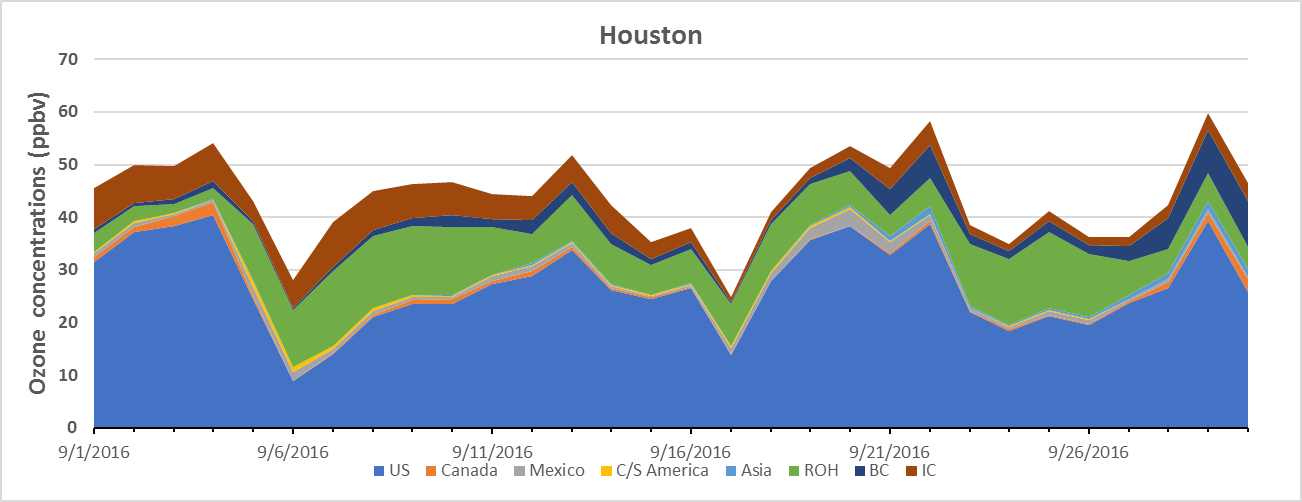 Houston
Ozone concentrations (ppbv)
70
60
50
40
30
20
10
0
9/1/2016 9/6/2016 9/11/2016 9/16/2016 9/21/2016 9/26/2016
US Canada Mexico C/S America Asia ROH BC IC